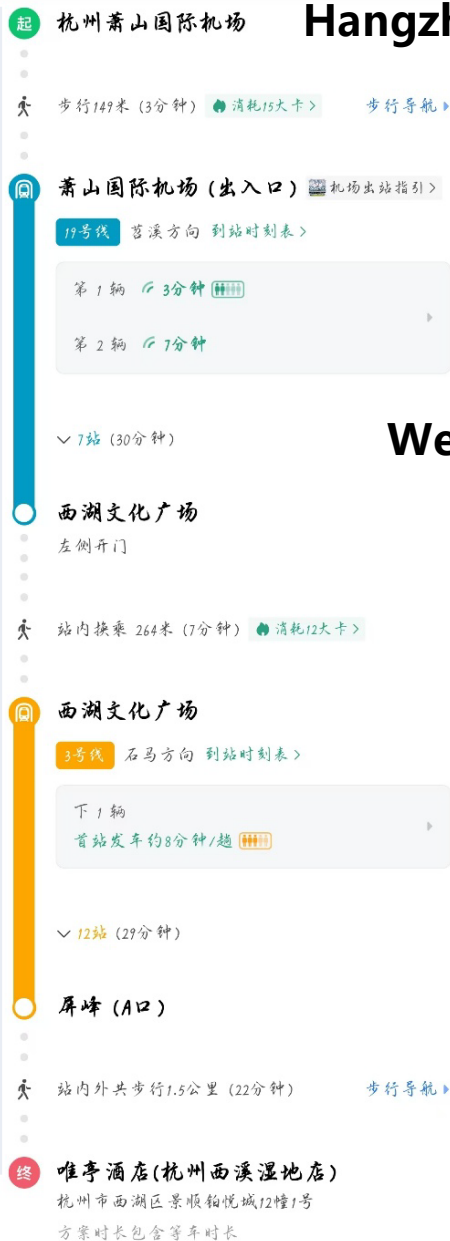 起 杭州萧山国际机场 Hangzh
步行149米 (3分钟) 消耗15大卡 > 步行导航
萧山国际机场 (出入口) 机场出站指引 >
19号线 苕溪方向 到站时刻表 >
第 1 辆 3分钟
第 2 辆 7分钟
7站 (30分钟) We
西湖文化广场
左侧开门
站内换乘 264米 (7分钟) 消耗12大卡 >
西湖文化广场
3号线 石马方向 到站时刻表 >
下 1 辆
首站发车约8分钟/趟
12站 (29分钟)
屏峰 (A口)
站内外共步行1.5公里 (22分钟) 步行导航
终 唯亭酒店(杭州西溪湿地店)
杭州市西湖区景顺铂悦城12幢1号
方案时长包含等车时长